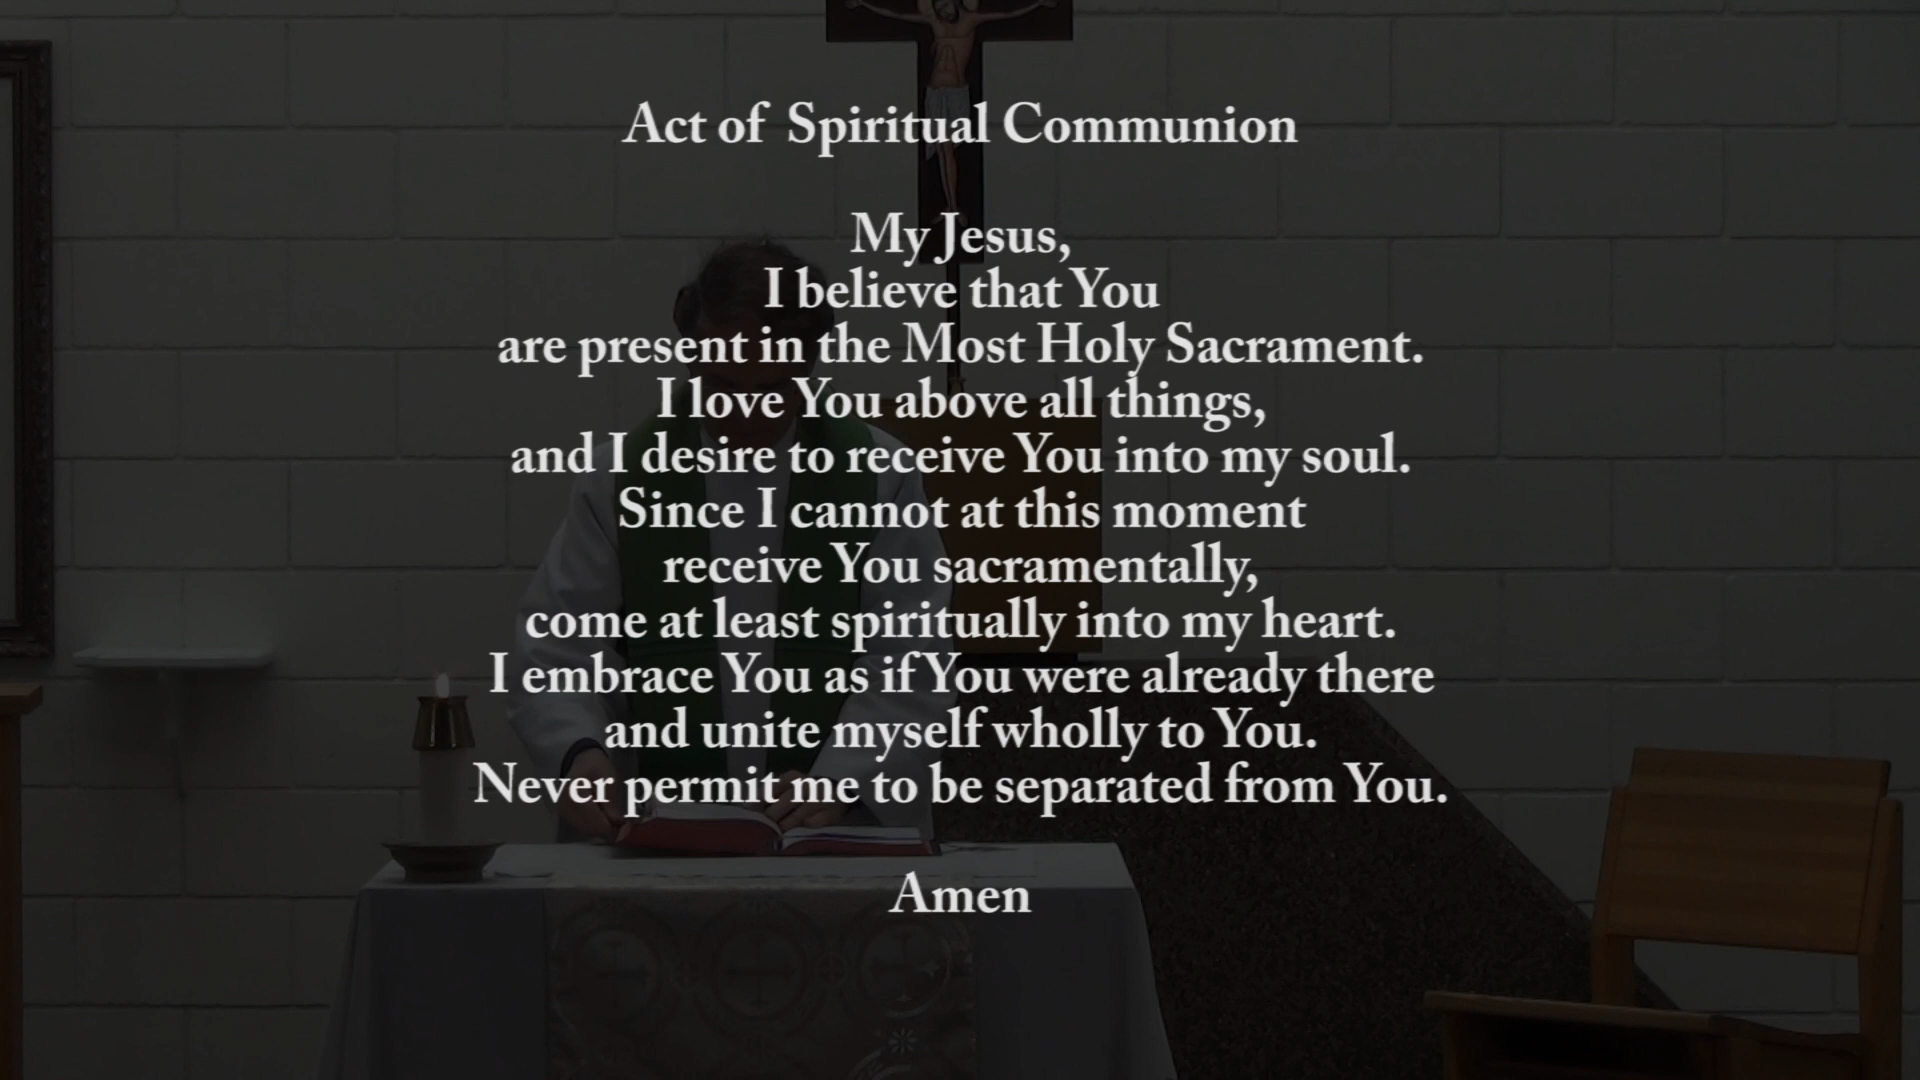 Act of Spiritual Communion
My Jesus,
I believe that You
are present in the Most Holy Sacrament.
I love You above all things,
and I desire to receive You into my soul.
Since I cannot at this moment
receive You sacramentally,
come at least spiritually into my heart.
I embrace You as if You were already there
and unite myself wholly to You.
Never permit me to be separated from You.
Amen